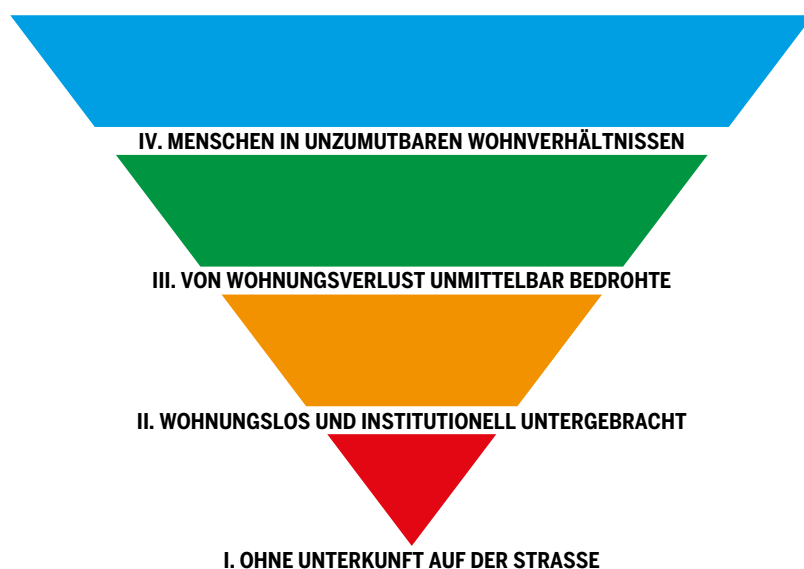 IV. MENSCHEN IN UNZUMUTBAREN WOHNVERHÄLTNISSEN
III. VON WOHNUNGSVERLUST UNMITTELBAR BEDROHTE
II. WOHNUNGSLOS UND INSTITUTIONELL UNTERGEBRACHT
I. OHNE UNTERKUNFT AUF DER STRASSE